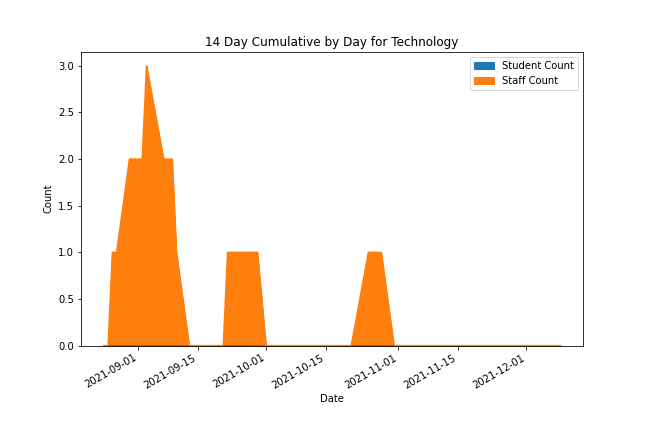 14 Day Cumulative by Day for Technology
Student Count
Staff Count
3.0
2.5
2.0
1.5
1.0
0.5
0.0
Count
2021-09-01
2021-09-15
2021-10-01
2021-10-15
2021-11-01
2021-11-15
2021-12-01
Date